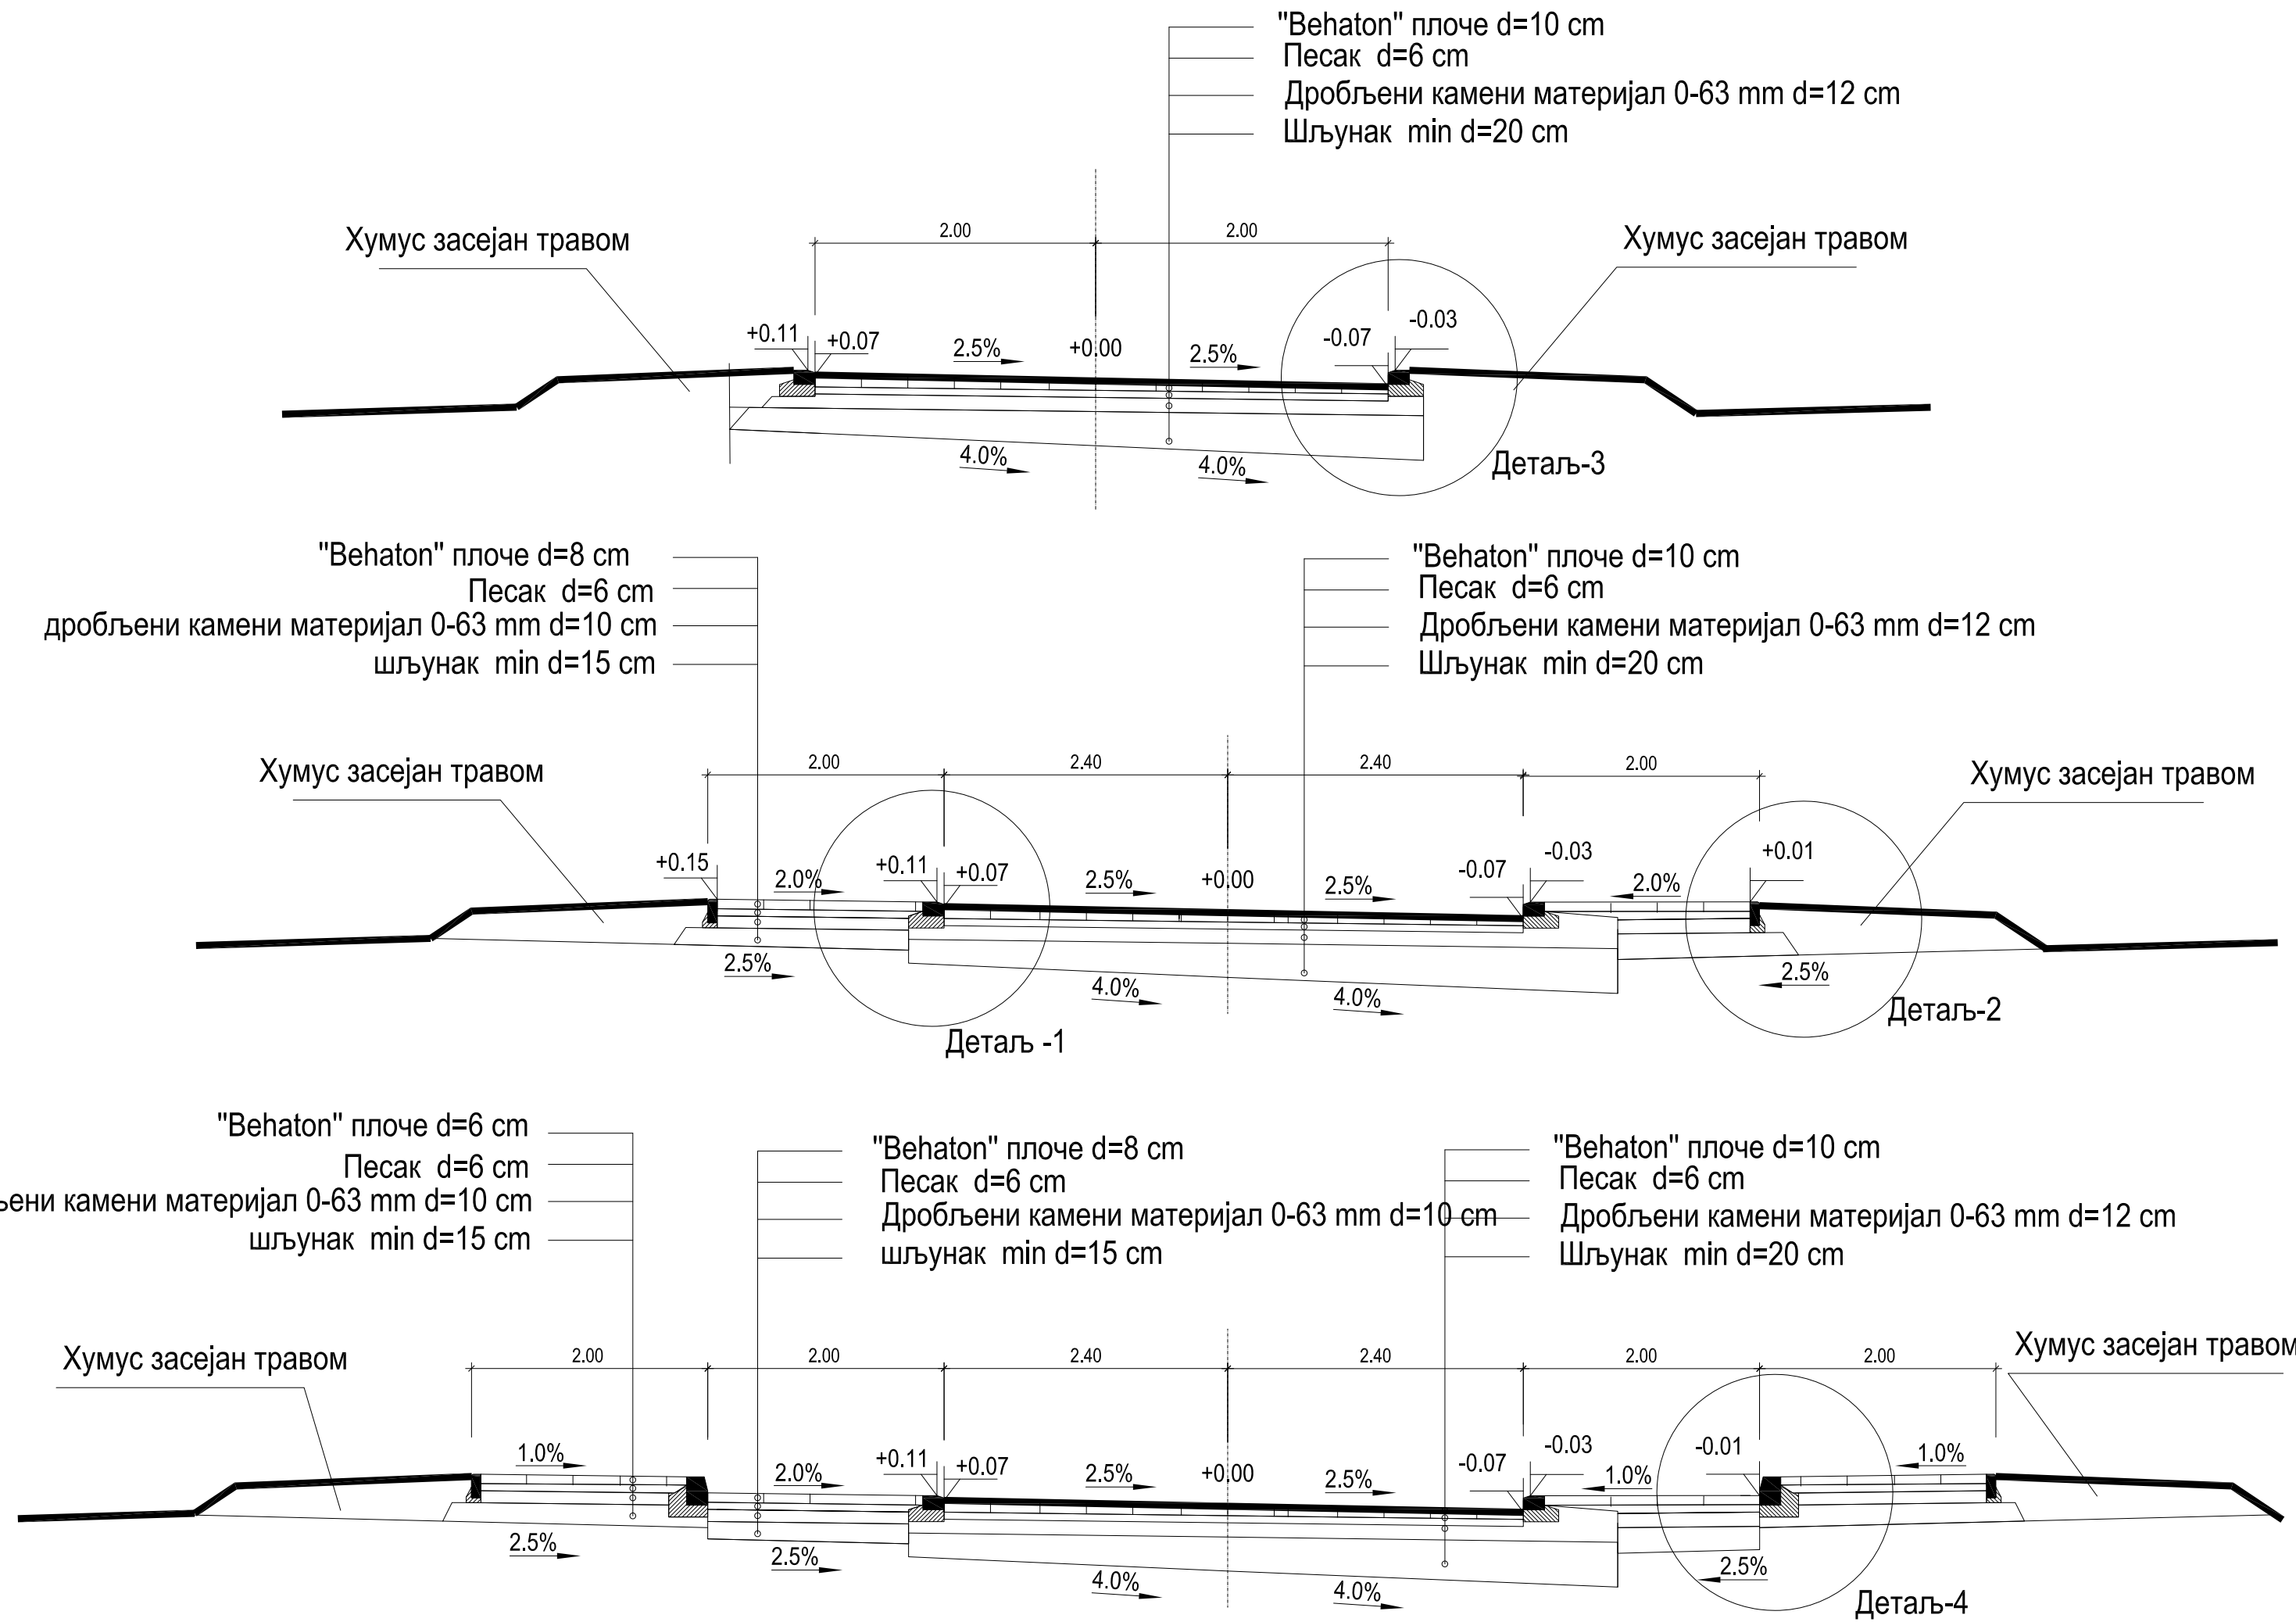 "Behaton" плоче d=10 cm
Песак d=6 cm
Дробљени камени материјал 0-63 mm d=12 cm
Шљунак min d=20 cm
2.00 2.00
Хумус засејан травом
Хумус засејан травом
+0.11 +0.07 2.5% +0.00 2.5% -0.07 -0.03
4.0% 4.0%
Детаљ-3
"Behaton" плоче d=8 cm
Песак d=6 cm
дробљени камени материјал 0-63 mm d=10 cm
шљунак min d=15 cm
"Behaton" плоче d=10 cm
Песак d=6 cm
Дробљени камени материјал 0-63 mm d=12 cm
Шљунак min d=20 cm
2.00 2.40 2.40 2.00
Хумус засејан травом
Хумус засејан травом
+0.15 2.0% +0.11 +0.07 2.5% +0.00 2.5% -0.07 -0.03 2.0% +0.01
2.5% 4.0% 4.0% 2.5%
Детаљ -1
Детаљ-2
"Behaton" плоче d=6 cm
Песак d=6 cm
ени камени материјал 0-63 mm d=10 cm
шљунак min d=15 cm
"Behaton" плоче d=8 cm
Песак d=6 cm
Дробљени камени материјал 0-63 mm d=10 cm
шљунак min d=15 cm
"Behaton" плоче d=10 cm
Песак d=6 cm
Дробљени камени материјал 0-63 mm d=12 cm
Шљунак min d=20 cm
2.00 2.00 2.40 2.40 2.00 2.00
Хумус засејан травом
Хумус засејан травом
1.0% 2.0% +0.11 +0.07 2.5% +0.00 2.5% -0.07 -0.03 1.0% -0.01 1.0%
2.5% 2.5% 4.0% 4.0% 2.5%
Детаљ-4